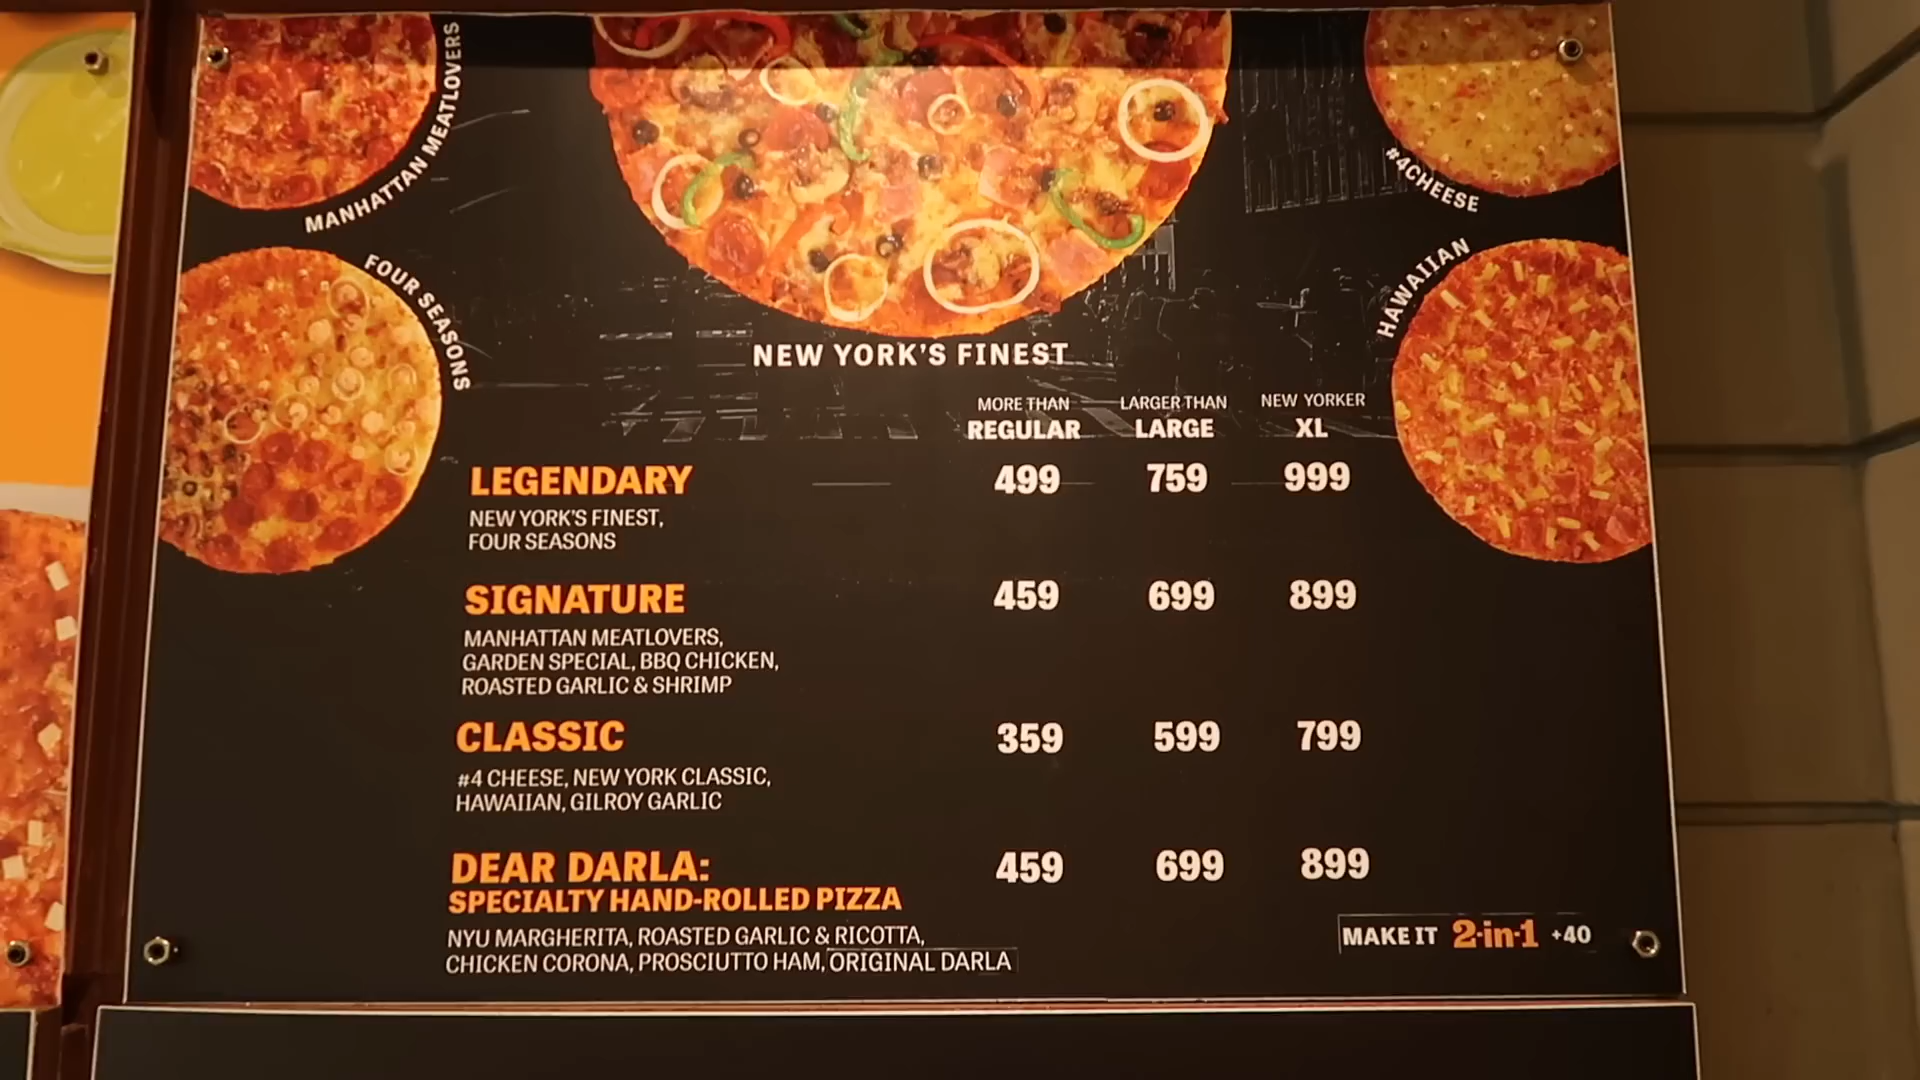 MANHATTAN MEATLOVERS
#4CHEESE
FOUR SEASONS
HAWAIIAN
NEW YORK'S FINEST
MORE THAN LARGER THAN NEW YORKER
REGULAR LARGE XL
LEGENDARY 499 759 999
NEW YORK'S FINEST,
FOUR SEASONS
SIGNATURE 459 699 899
MANHATTAN MEATLOVERS,
GARDEN SPECIAL, BBQ CHICKEN,
ROASTED GARLIC & SHRIMP
CLASSIC 359 599 799
#4 CHEESE, NEW YORK CLASSIC,
HAWAIIAN, GILROY GARLIC
DEAR DARLA: 459 699 899
SPECIALTY HAND-ROLLED PIZZA
NYU MARGHERITA, ROASTED GARLIC & RICOTTA,
CHICKEN CORONA, PROSCIUTTO HAM, ORIGINAL DARLA
MAKE IT 2-in-1 +40